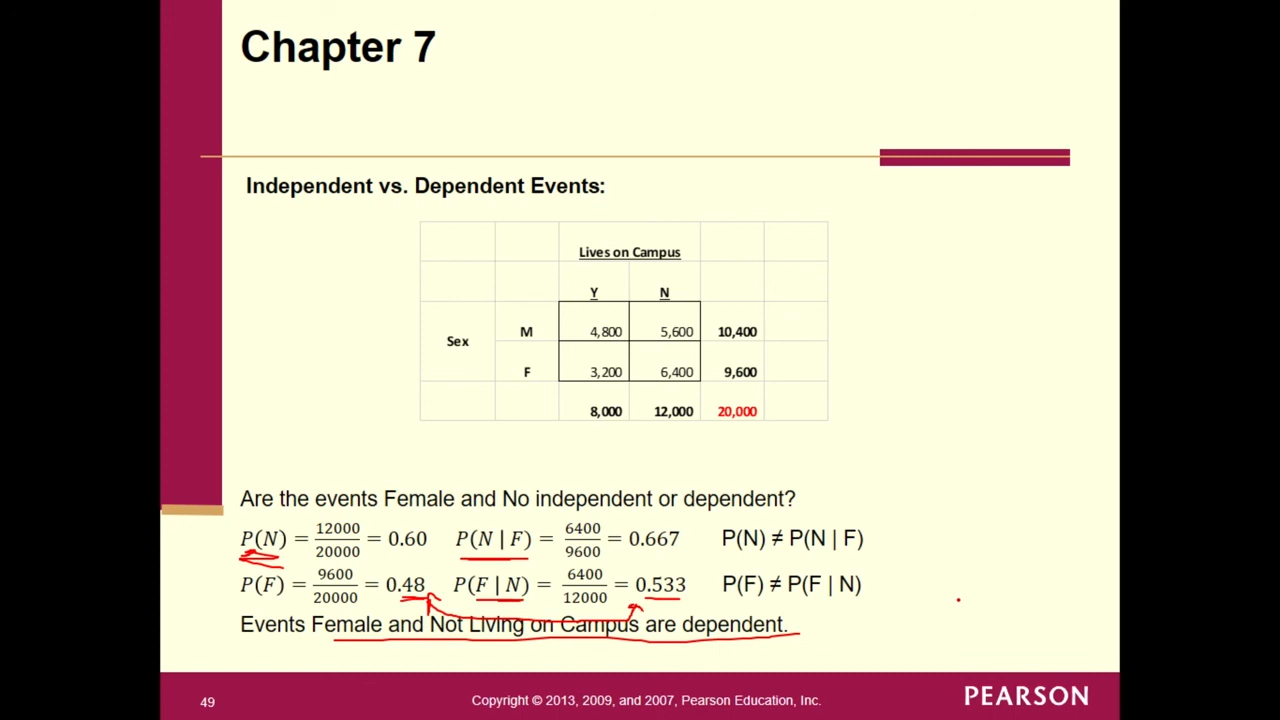 Chapter 7
Independent vs. Dependent Events:
Lives on Campus
Y N
M 4,800 5,600 10,400
Sex
F 3,200 6,400 9,600
8,000 12,000 20,000
Are the events Female and No independent or dependent?
P(N) = 12000/20000 = 0.60 P(N | F) = 6400/9600 = 0.667 P(N) ≠ P(N | F)
P(F) = 9600/20000 = 0.48 P(F | N) = 6400/12000 = 0.533 P(F) ≠ P(F | N)
Events Female and Not Living on Campus are dependent.
49 Copyright © 2013, 2009, and 2007, Pearson Education, Inc. PEARSON